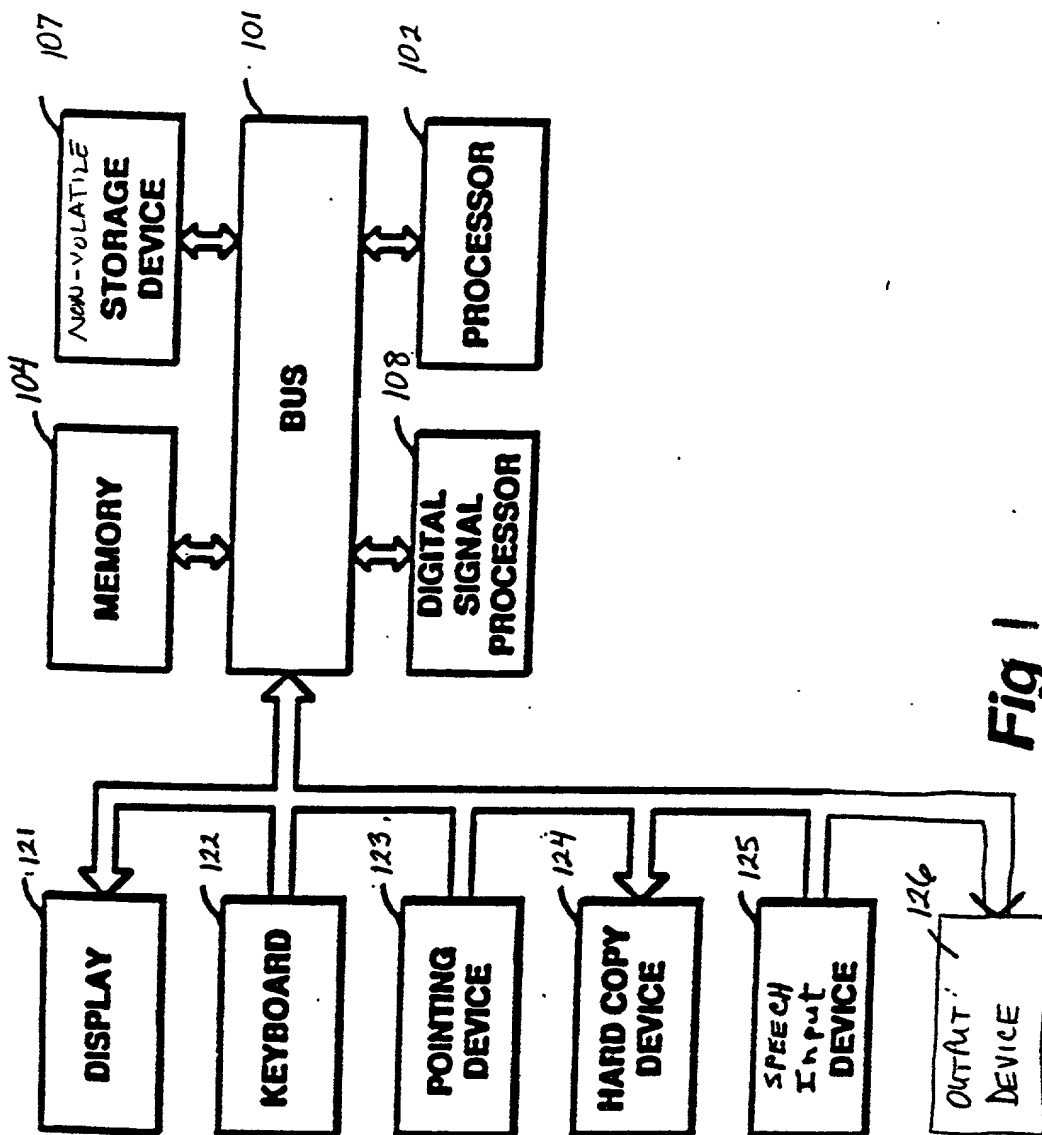 107
NON-VOLATILE
STORAGE
DEVICE
104
MEMORY
101
BUS
102
PROCESSOR
108
DIGITAL
SIGNAL
PROCESSOR
121
DISPLAY
122
KEYBOARD
123
POINTING
DEVICE
124
HARD COPY
DEVICE
125
SPEECH
Input
DEVICE
126
OUTPUT
DEVICE
Fig 1